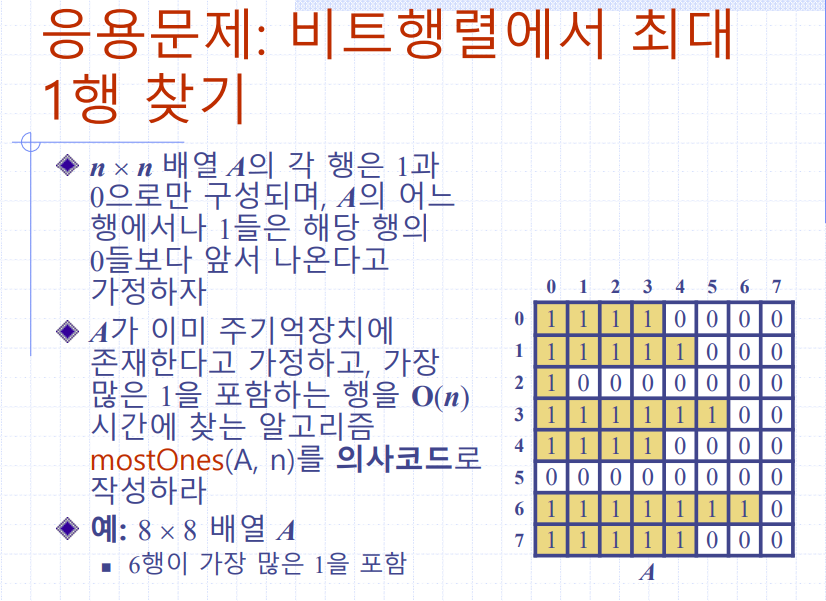 응용문제: 비트행렬에서 최대
1행 찾기
n × n 배열 A의 각 행은 1과
0으로만 구성되며, A의 어느
행에서나 1들은 해당 행의
0들보다 앞서 나온다고
가정하자
A가 이미 주기억장치에
존재한다고 가정하고, 가장
많은 1을 포함하는 행을 O(n)
시간에 찾는 알고리즘
mostOnes(A, n)를 의사코드로
작성하라
예: 8 × 8 배열 A
6행이 가장 많은 1을 포함
0 1 2 3 4 5 6 7
0 1 1 1 1 0 0 0 0
1 1 1 1 1 1 0 0 0
2 1 0 0 0 0 0 0 0
3 1 1 1 1 1 1 0 0
4 1 1 1 1 0 0 0 0
5 0 0 0 0 0 0 0 0
6 1 1 1 1 1 1 1 0
7 1 1 1 1 1 0 0 0
A